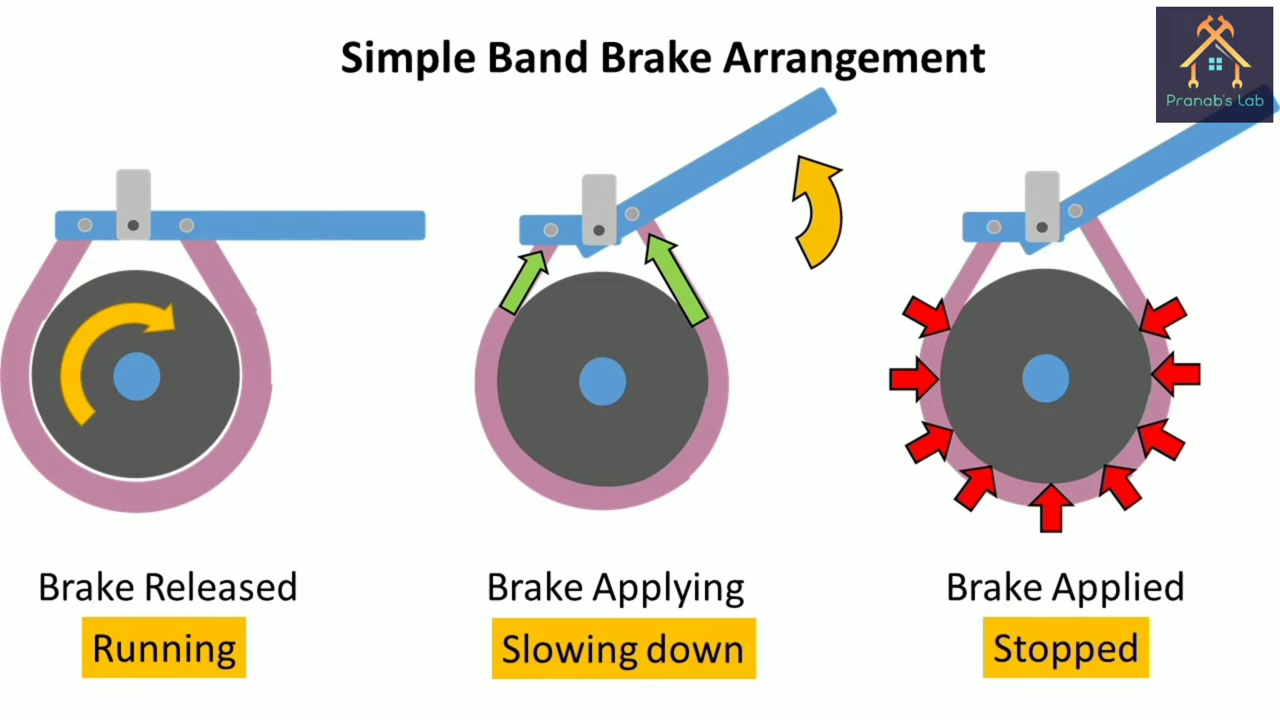 Simple Band Brake Arrangement
Pranab's Lab
Brake Released
Running
Brake Applying
Slowing down
Brake Applied
Stopped